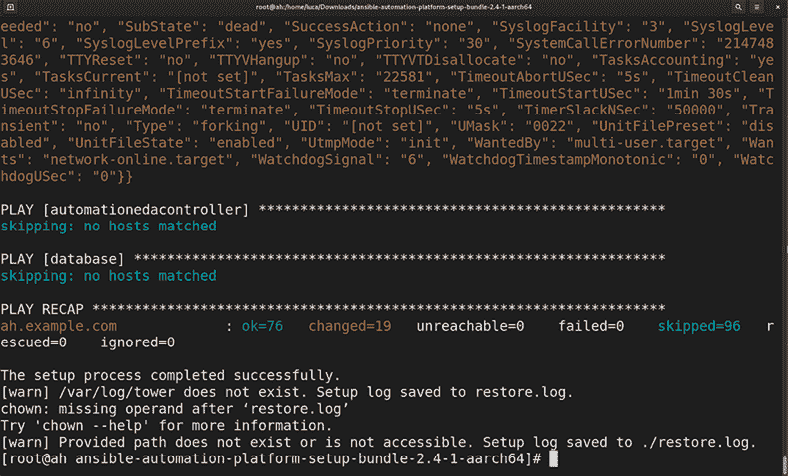 root@ah:/home/luca/Downloads/ansible-automation-platform-setup-bundle-2.4-1-aarch64
eeded": "no", "SubState": "dead", "SuccessAction": "none", "SyslogFacility": "3", "SyslogLeve
l": "6", "SyslogLevelPrefix": "yes", "SyslogPriority": "30", "SystemCallErrorNumber": "214748
3646", "TTYReset": "no", "TTYVHangup": "no", "TTYVTDisallocate": "no", "TasksAccounting": "ye
s", "TasksCurrent": "[not set]", "TasksMax": "22581", "TimeoutAbortUSec": "5s", "TimeoutClean
USec": "infinity", "TimeoutStartFailureMode": "terminate", "TimeoutStartUSec": "1min 30s", "T
imeoutStopFailureMode": "terminate", "TimeoutStopUSec": "5s", "TimerSlackNSec": "50000", "Tra
nsient": "no", "Type": "forking", "UID": "[not set]", "UMask": "0022", "UnitFilePreset": "dis
abled", "UnitFileState": "enabled", "UtmpMode": "init", "WantedBy": "multi-user.target", "Wan
ts": "network-online.target", "WatchdogSignal": "6", "WatchdogTimestampMonotonic": "0", "Watc
hdogUSec": "0"}}
PLAY [automationedacontroller] *************************************************
skipping: no hosts matched
PLAY [database] ****************************************************************
skipping: no hosts matched
PLAY RECAP *********************************************************************
ah.example.com : ok=76 changed=19 unreachable=0 failed=0 skipped=96 r
escued=0 ignored=0
The setup process completed successfully.
[warn] /var/log/tower does not exist. Setup log saved to restore.log.
chown: missing operand after ‘restore.log’
Try 'chown --help' for more information.
[warn] Provided path does not exist or is not accessible. Setup log saved to ./restore.log.
[root@ah ansible-automation-platform-setup-bundle-2.4-1-aarch64]#